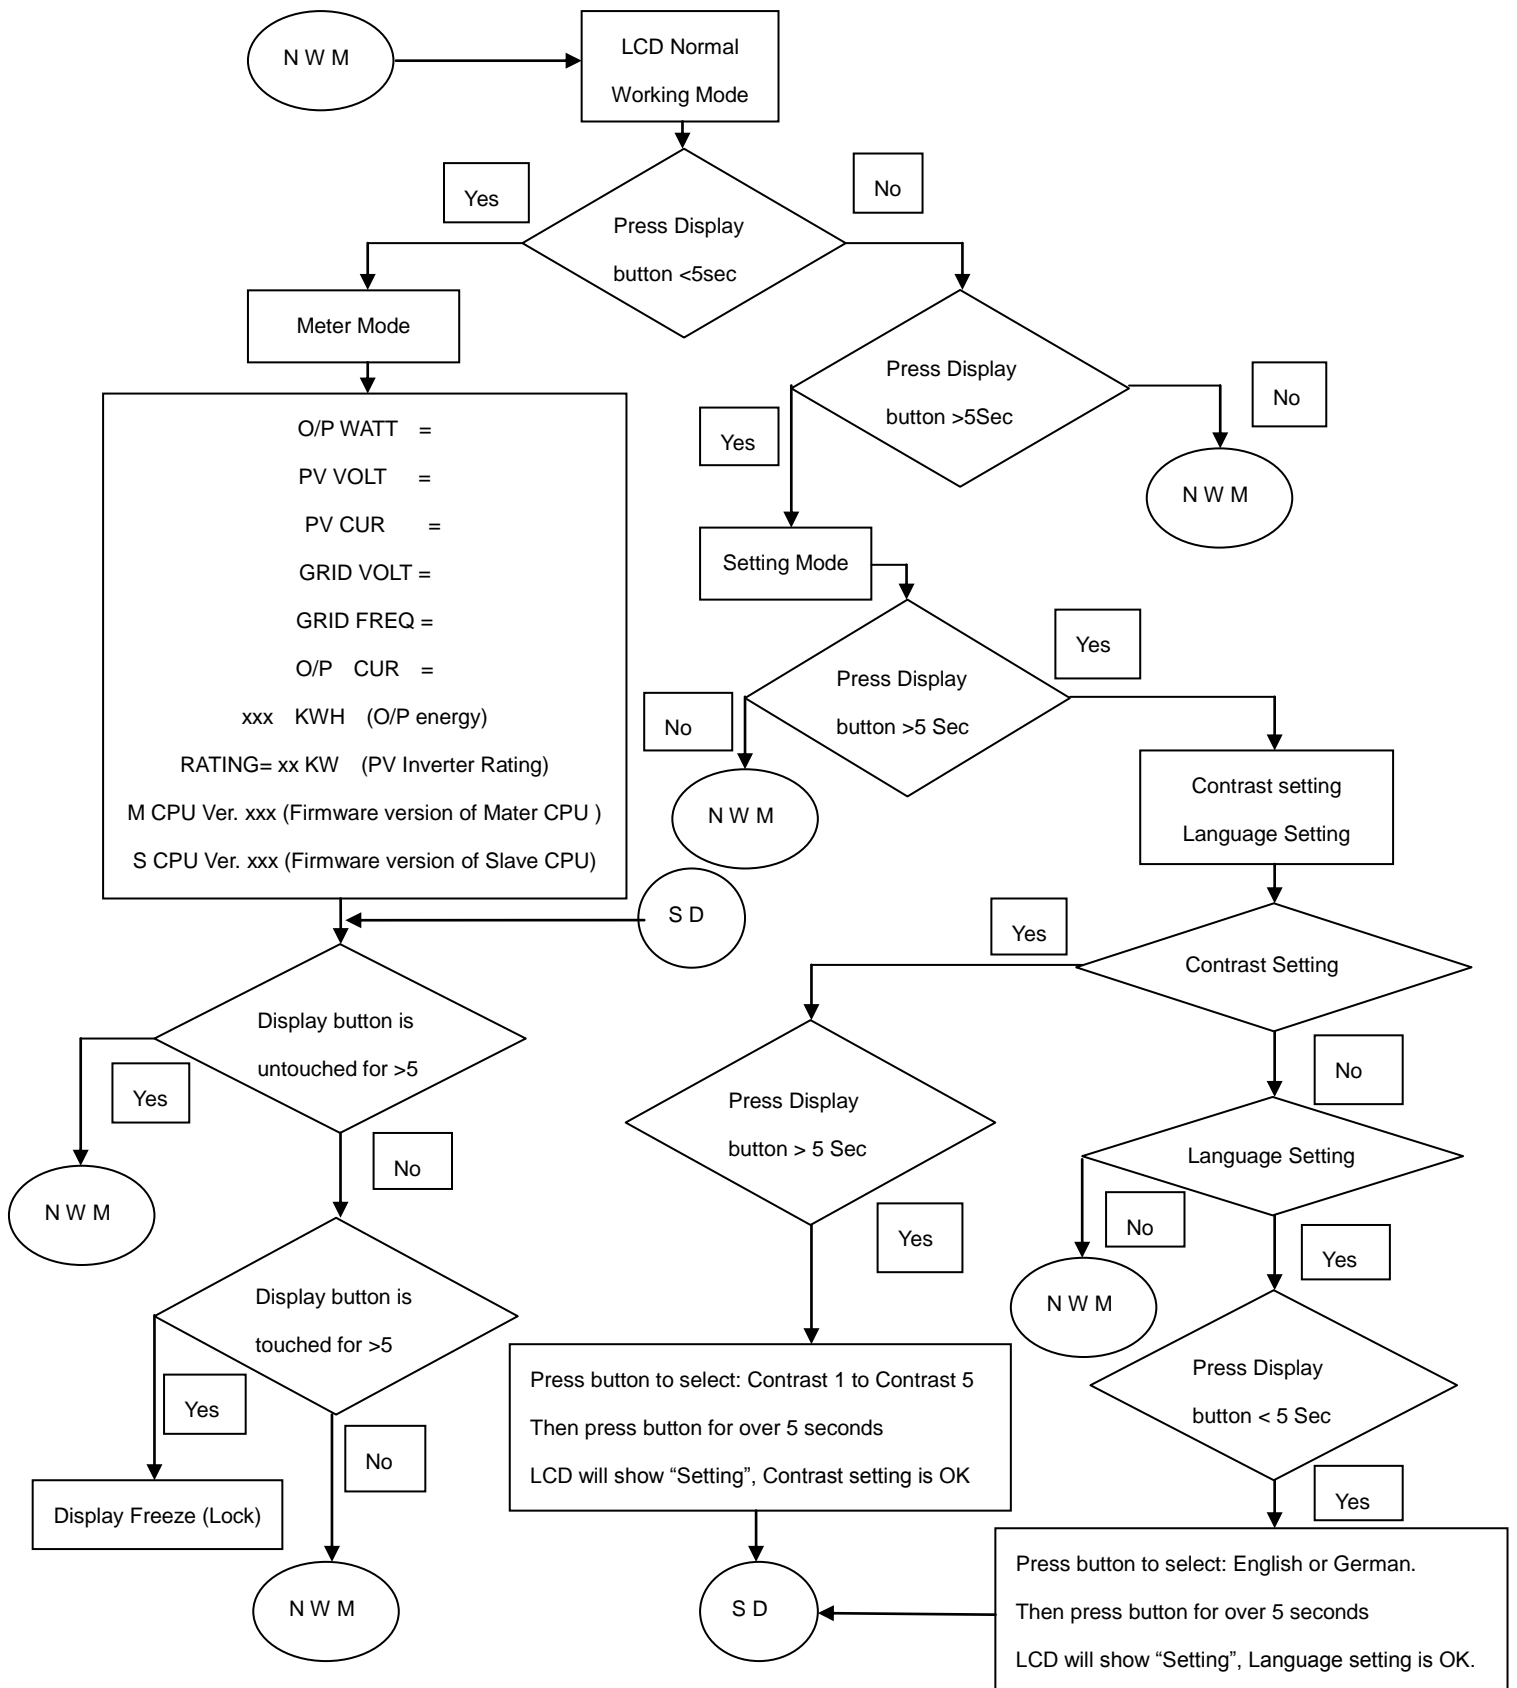 N W M
LCD Normal
Working Mode
Yes
No
Press Display
button <5sec
Meter Mode
Press Display
button >5Sec
No
Yes
N W M
O/P WATT =
PV VOLT =
PV CUR =
GRID VOLT =
GRID FREQ =
O/P CUR =
xxx KWH (O/P energy)
RATING= xx KW (PV Inverter Rating)
M CPU Ver. xxx (Firmware version of Mater CPU )
S CPU Ver. xxx (Firmware version of Slave CPU)
Setting Mode
Yes
Press Display
button >5 Sec
No
N W M
Contrast setting
Language Setting
S D
Yes
Contrast Setting
Display button is
untouched for >5
Yes
No
N W M
Press Display
button > 5 Sec
Yes
No
Language Setting
No
Yes
N W M
Display button is
touched for >5
Yes
No
Display Freeze (Lock)
N W M
Press button to select: Contrast 1 to Contrast 5
Then press button for over 5 seconds
LCD will show “Setting”, Contrast setting is OK
Press Display
button < 5 Sec
Yes
S D
Press button to select: English or German.
Then press button for over 5 seconds
LCD will show “Setting”, Language setting is OK.